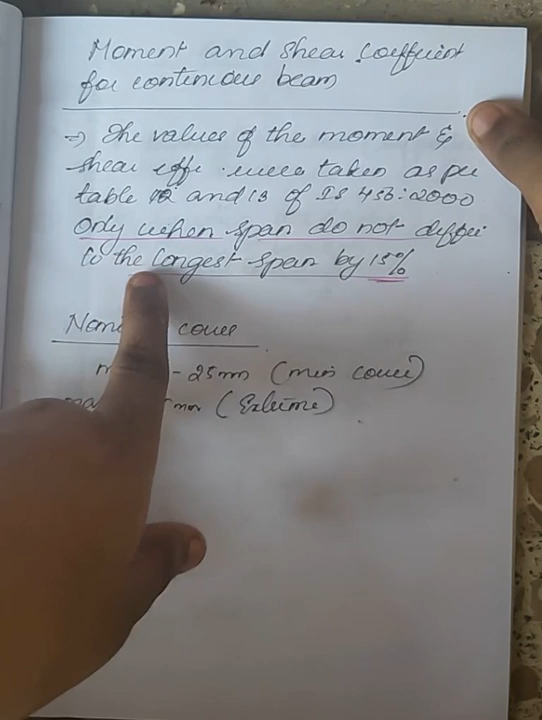 Moment and shear coefficient
for continuous beam
→ The values of the moment &
shear were taken as per
table 12 and 13 of IS 456:2000
Only when span do not differ
to the longest span by 15%
cover
- 25mm (min cover)
mm (Extreme)